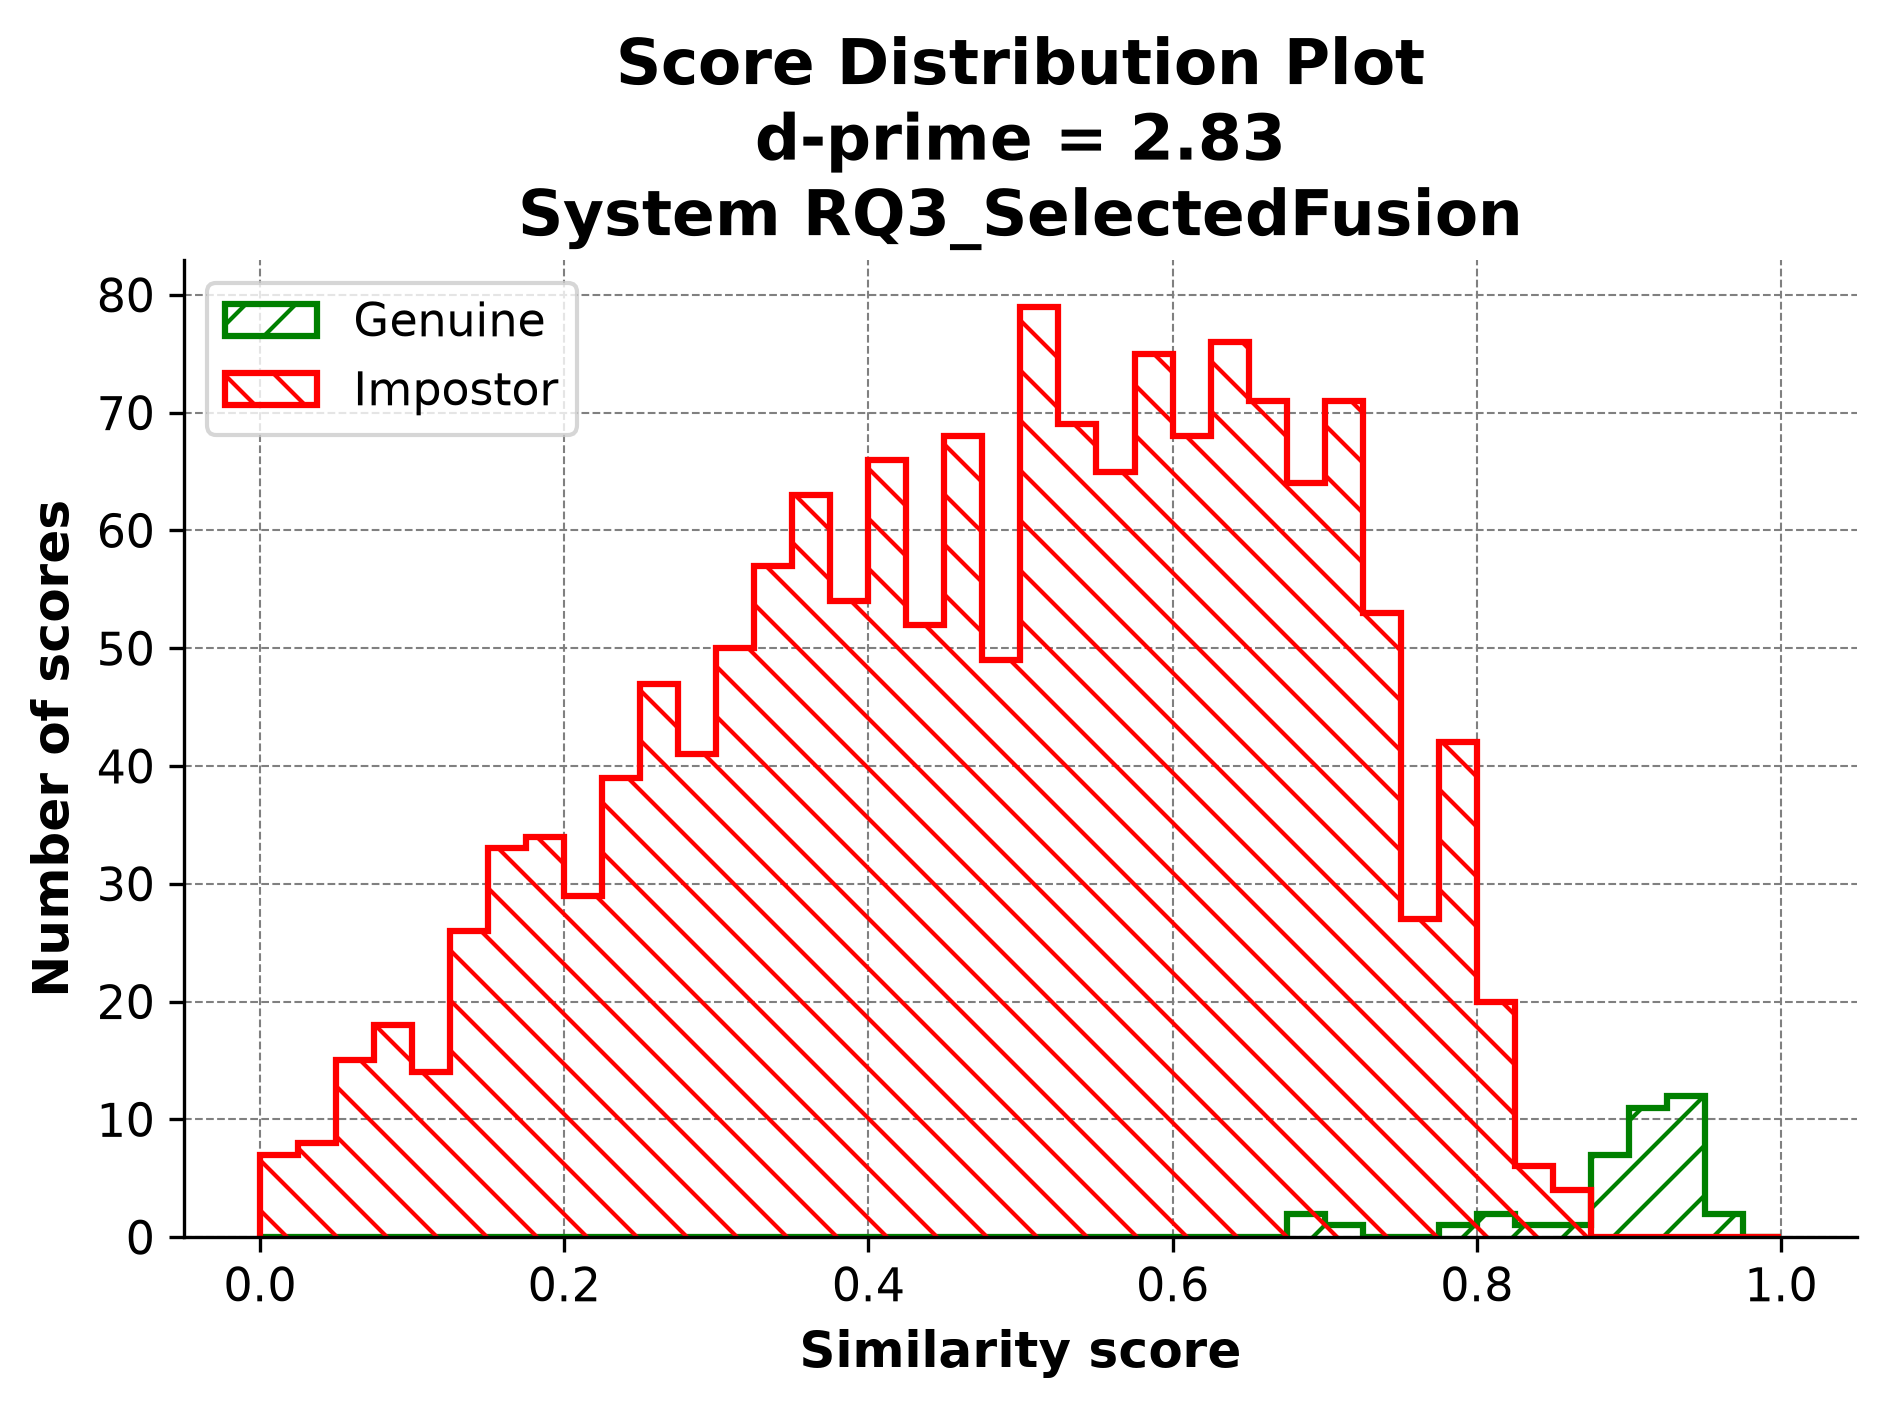 Score Distribution Plot
d-prime = 2.83
System RQ3_SelectedFusion
Genuine
Impostor
Number of scores
80
70
60
50
40
30
20
10
0
0.0 0.2 0.4 0.6 0.8 1.0
Similarity score